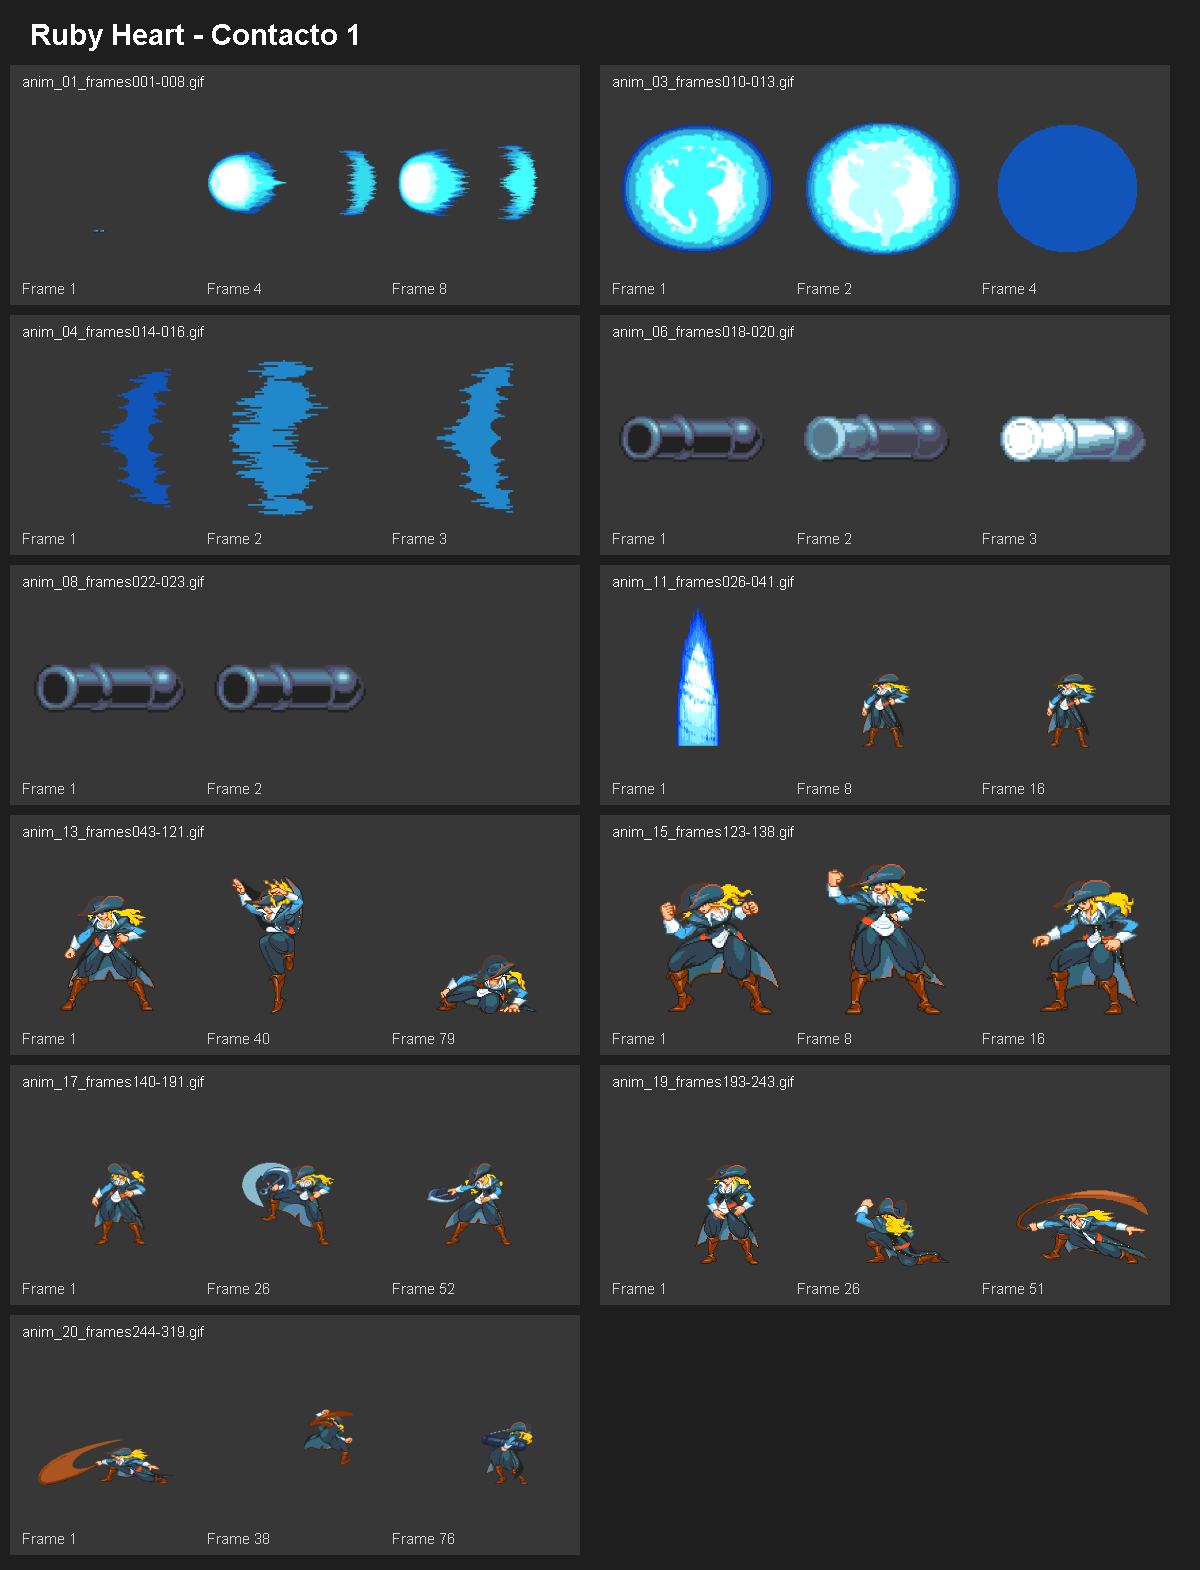 Ruby Heart - Contacto 1
anim_01_frames001-008.gif
Frame 1
Frame 4
Frame 8
anim_03_frames010-013.gif
Frame 1
Frame 2
Frame 4
anim_04_frames014-016.gif
Frame 1
Frame 2
Frame 3
anim_06_frames018-020.gif
Frame 1
Frame 2
Frame 3
anim_08_frames022-023.gif
Frame 1
Frame 2
anim_11_frames026-041.gif
Frame 1
Frame 8
Frame 16
anim_13_frames043-121.gif
Frame 1
Frame 40
Frame 79
anim_15_frames123-138.gif
Frame 1
Frame 8
Frame 16
anim_17_frames140-191.gif
Frame 1
Frame 26
Frame 52
anim_19_frames193-243.gif
Frame 1
Frame 26
Frame 51
anim_20_frames244-319.gif
Frame 1
Frame 38
Frame 76